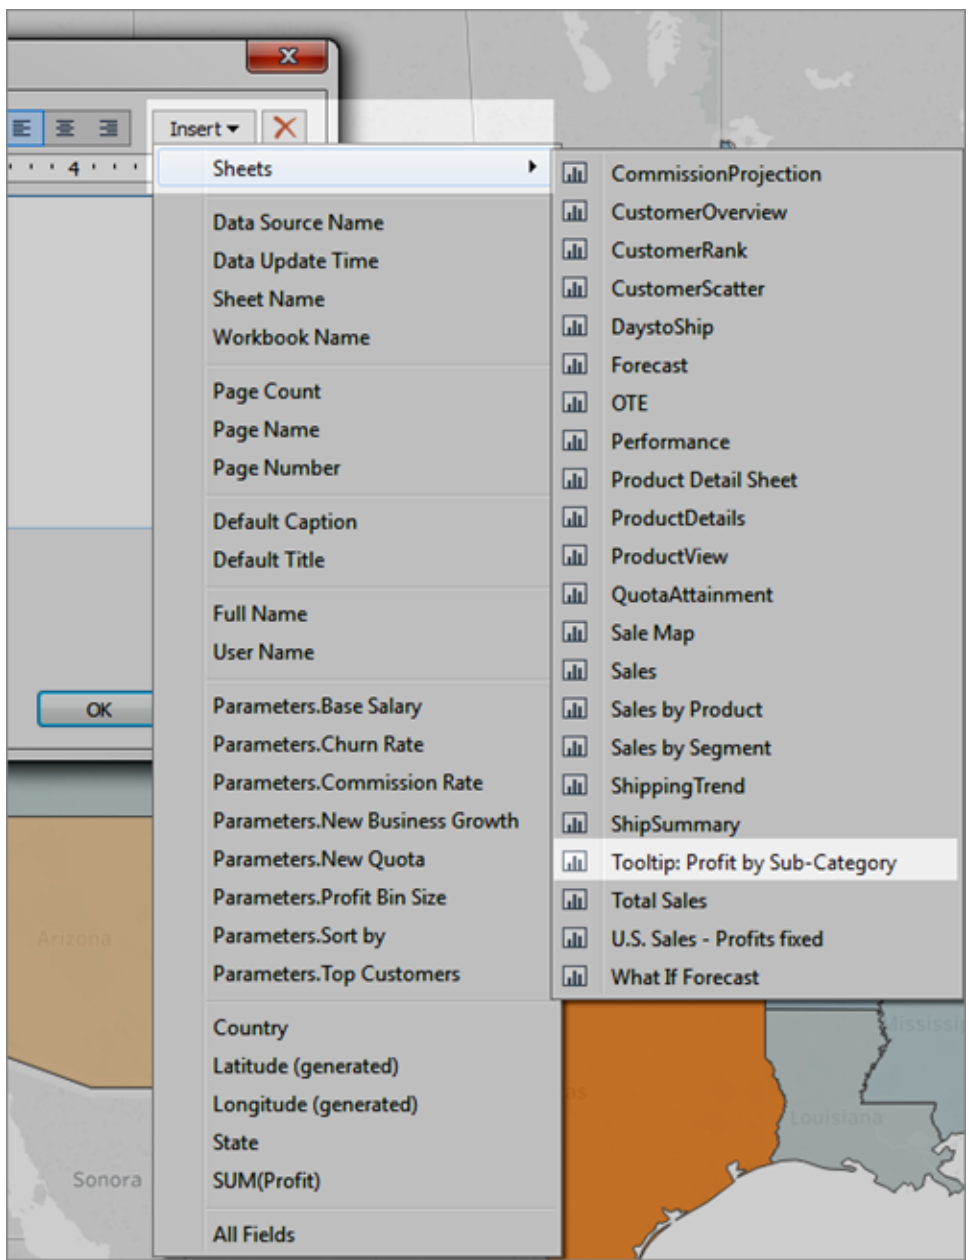 Insert
4
Sheets
Data Source Name
Data Update Time
Sheet Name
Workbook Name
Page Count
Page Name
Page Number
Default Caption
Default Title
Full Name
User Name
OK
Parameters.Base Salary
Parameters.Churn Rate
Parameters.Commission Rate
Parameters.New Business Growth
Parameters.New Quota
Parameters.Profit Bin Size
Parameters.Sort by
Parameters.Top Customers
Country
Latitude (generated)
Longitude (generated)
State
SUM(Profit)
All Fields
CommissionProjection
CustomerOverview
CustomerRank
CustomerScatter
DaystoShip
Forecast
OTE
Performance
Product Detail Sheet
ProductDetails
ProductView
QuotaAttainment
Sale Map
Sales
Sales by Product
Sales by Segment
ShippingTrend
ShipSummary
Tooltip: Profit by Sub-Category
Total Sales
U.S. Sales - Profits fixed
What If Forecast
Arizona
Sonora
as
Louisiana
Mississi